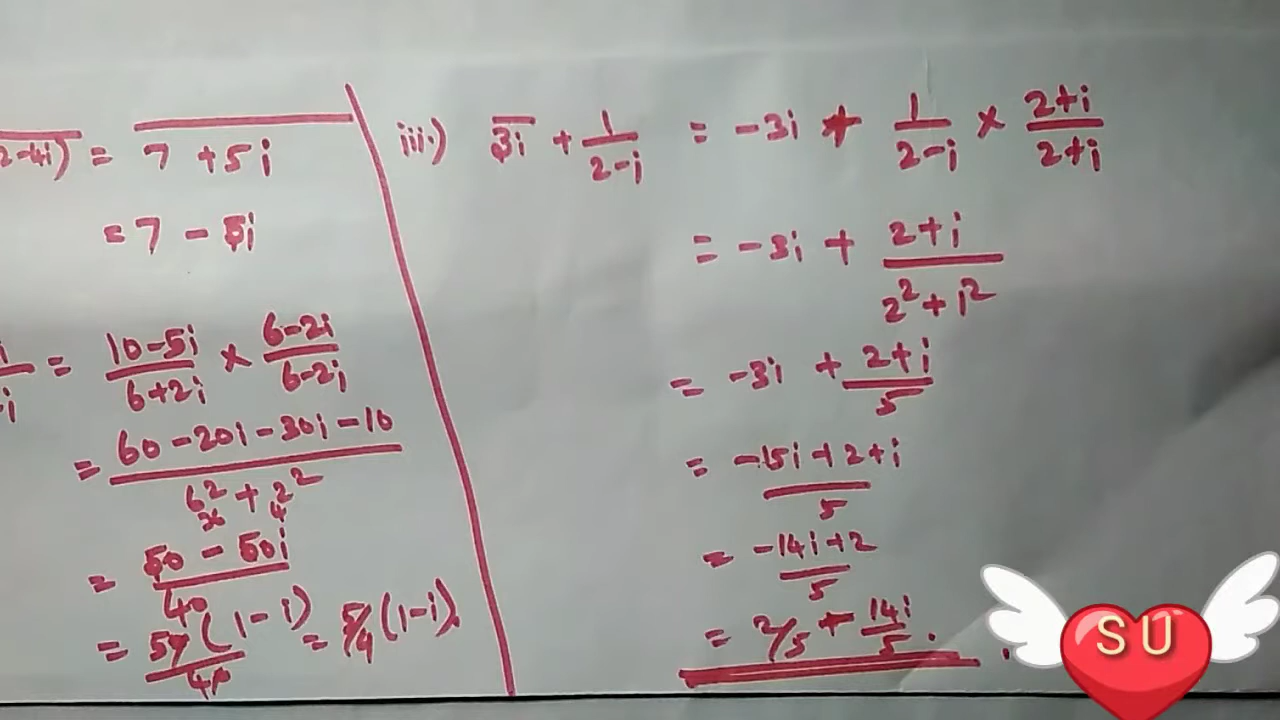 2-4i) = 7 + 5i
= 7 - 5i
i/-i = 10-5i/6+2i × 6-2i/6-2i
= 60-20i-30i-10/6²+2²
36 4
= 50-50i/40
= 50(1-i)/40 = 5/4(1-i).
iii) 3i + 1/2-i = -3i + 1/2-i × 2+i/2+i
= -3i + 2+i/2²+i²
= -3i + 2+i/5
= -15i+2+i/5
= -14i+2/5
= 2/5 + 14i/5.
SU